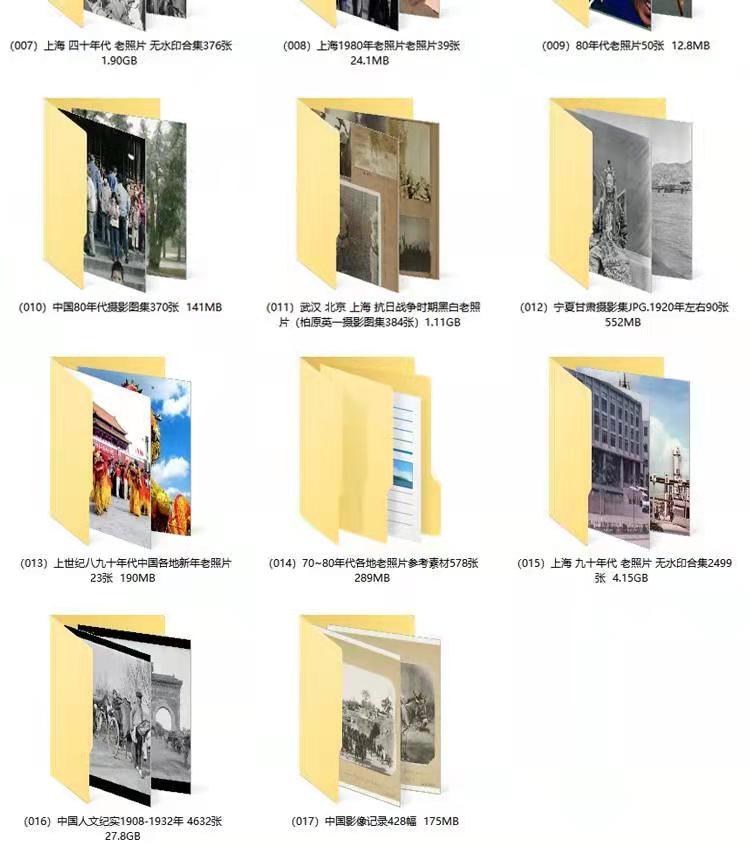 （007）上海 四十年代 老照片 无水印合集376张
1.90GB
（008）上海1980年老照片老照片39张
24.1MB
（009）80年代老照片50张 12.8MB
（010）中国80年代摄影图集370张 141MB
（011）武汉 北京 上海 抗日战争时期黑白老照
片（柏原英一摄影图集384张）1.11GB
（012）宁夏甘肃摄影集JPG.1920年左右90张
552MB
（013）上世纪八九十年代中国各地新年老照片
23张 190MB
（014）70~80年代各地老照片参考素材578张
289MB
（015）上海 九十年代 老照片 无水印合集2499
张 4.15GB
（016）中国人文纪实1908-1932年 4632张
27.8GB
（017）中国影像记录428幅 175MB